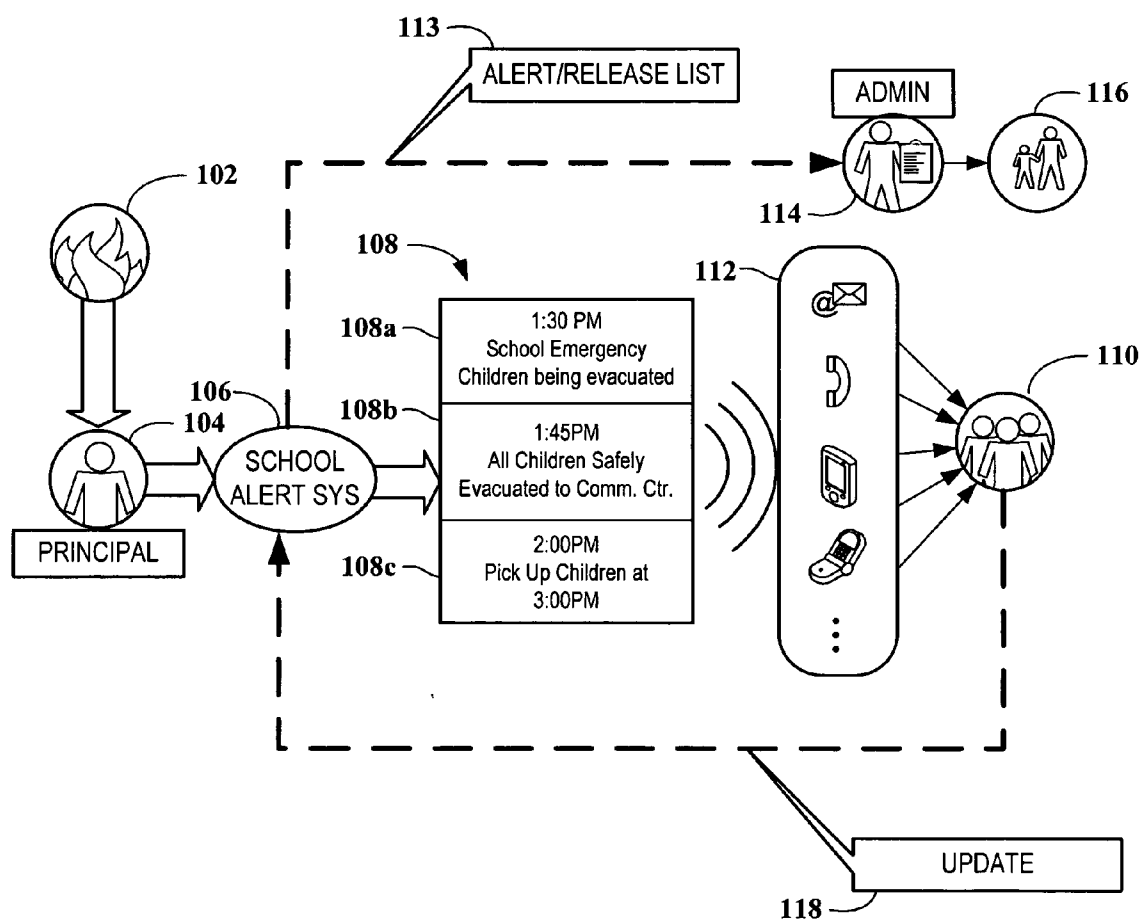 113
ALERT/RELEASE LIST
ADMIN
116
102
114
108
112
108a
1:30 PM
School Emergency
Children being evacuated
110
106
104
108b
1:45PM
All Children Safely
Evacuated to Comm. Ctr.
SCHOOL
ALERT SYS
PRINCIPAL
108c
2:00PM
Pick Up Children at
3:00PM
@
UPDATE
118